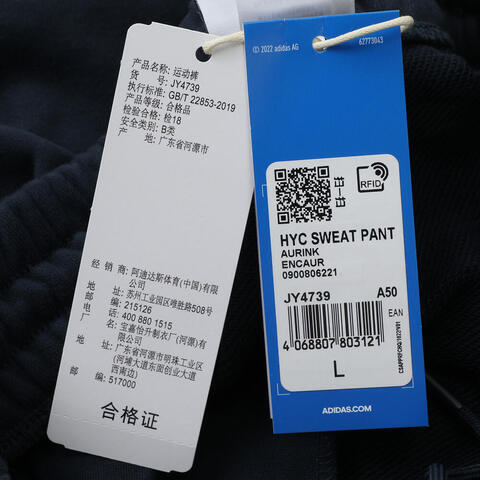 产品名称: 运动裤
货 号: JY4739
执行标准: GB/T 22853-2019
产品等级: 合格品
检验合格: 检18
安全类别: B类
产 地: 广东省河源市
经 销 商: 阿迪达斯体育(中国)有限
公司
地 址: 苏州工业园区唯胜路508号
邮 编: 215126
电 话: 400 880 1515
厂 名: 宝嘉怡升制衣厂(河源)
有限公司
地 址: 广东省河源市明珠工业区
(河埔大道东面创业大道
西南边)
邮 编: 517000
合格证
© 2022 adidas AG
62773043
RFID
HYC SWEAT PANT
AURINK
ENCAUR
0900806221
JY4739 A50
EAN
4 068807 803121
L
ADIDAS.COM